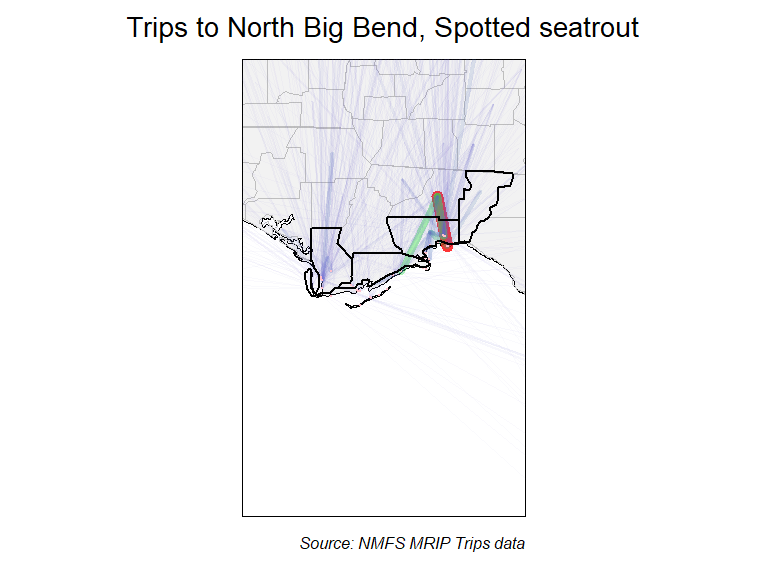 Trips to North Big Bend, Spotted seatrout
Source: NMFS MRIP Trips data